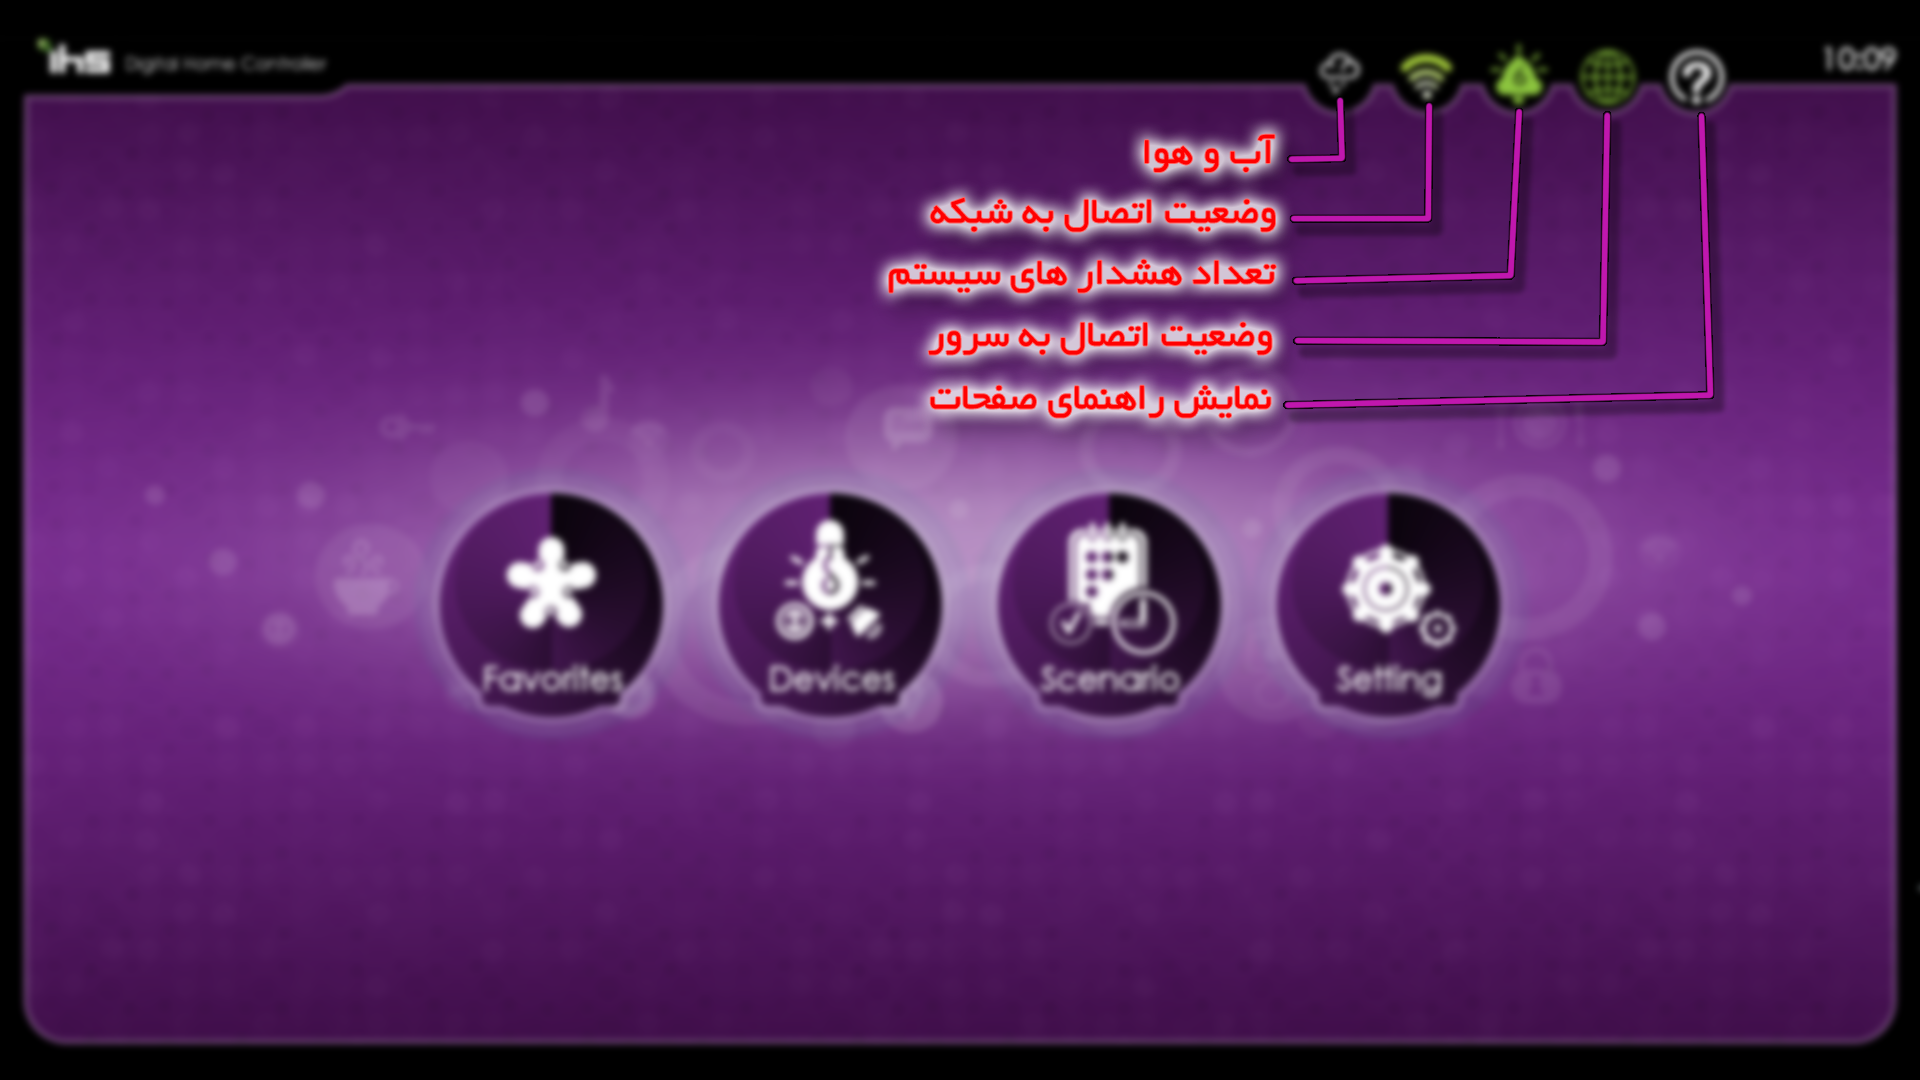 ihs Digital Home Controller
10:09
آب و هوا
وضعیت اتصال به شبکه
تعداد هشدار های سیستم
وضعیت اتصال به سرور
نمایش راهنمای صفحات
Favorites
Devices
Scenario
Setting